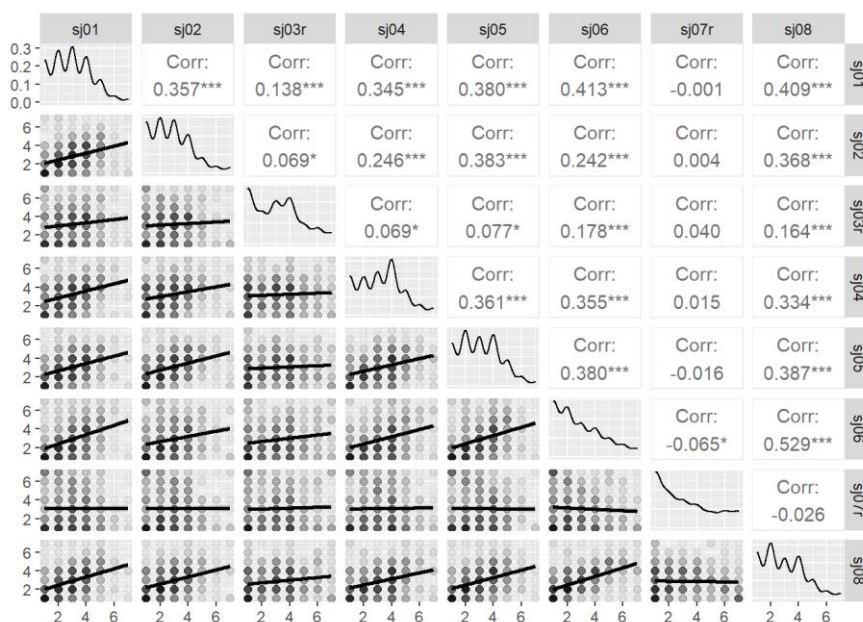 sj01 sj02 sj03r sj04 sj05 sj06 sj07r sj08
0.3
0.2
0.1
0.0
Corr: Corr: Corr: Corr: Corr: Corr: Corr:
0.357*** 0.138*** 0.345*** 0.380*** 0.413*** -0.001 0.409***
sj01
6
4
2
Corr: Corr: Corr: Corr: Corr: Corr:
0.069* 0.246*** 0.383*** 0.242*** 0.004 0.368***
sj02
6
4
2
Corr: Corr: Corr: Corr: Corr:
0.069* 0.077* 0.178*** 0.040 0.164***
sj03r
6
4
2
Corr: Corr: Corr: Corr:
0.361*** 0.355*** 0.015 0.334***
sj04
6
4
2
Corr: Corr: Corr:
0.380*** -0.016 0.387***
sj05
6
4
2
Corr: Corr:
-0.065* 0.529***
sj06
6
4
2
Corr:
-0.026
sj07r
6
4
2
sj08
2 4 6 2 4 6 2 4 6 2 4 6 2 4 6 2 4 6 2 4 6 2 4 6